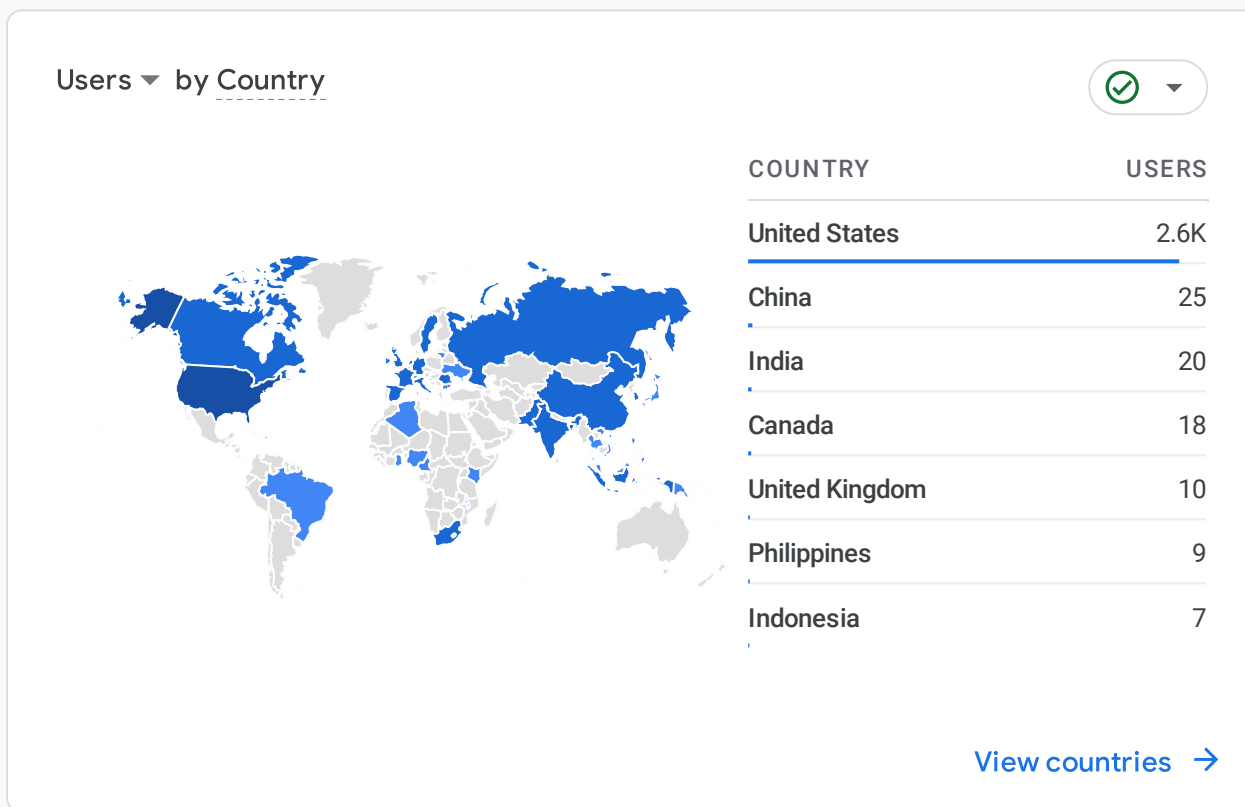 Users by Country
COUNTRY USERS
United States 2.6K
China 25
India 20
Canada 18
United Kingdom 10
Philippines 9
Indonesia 7
View countries